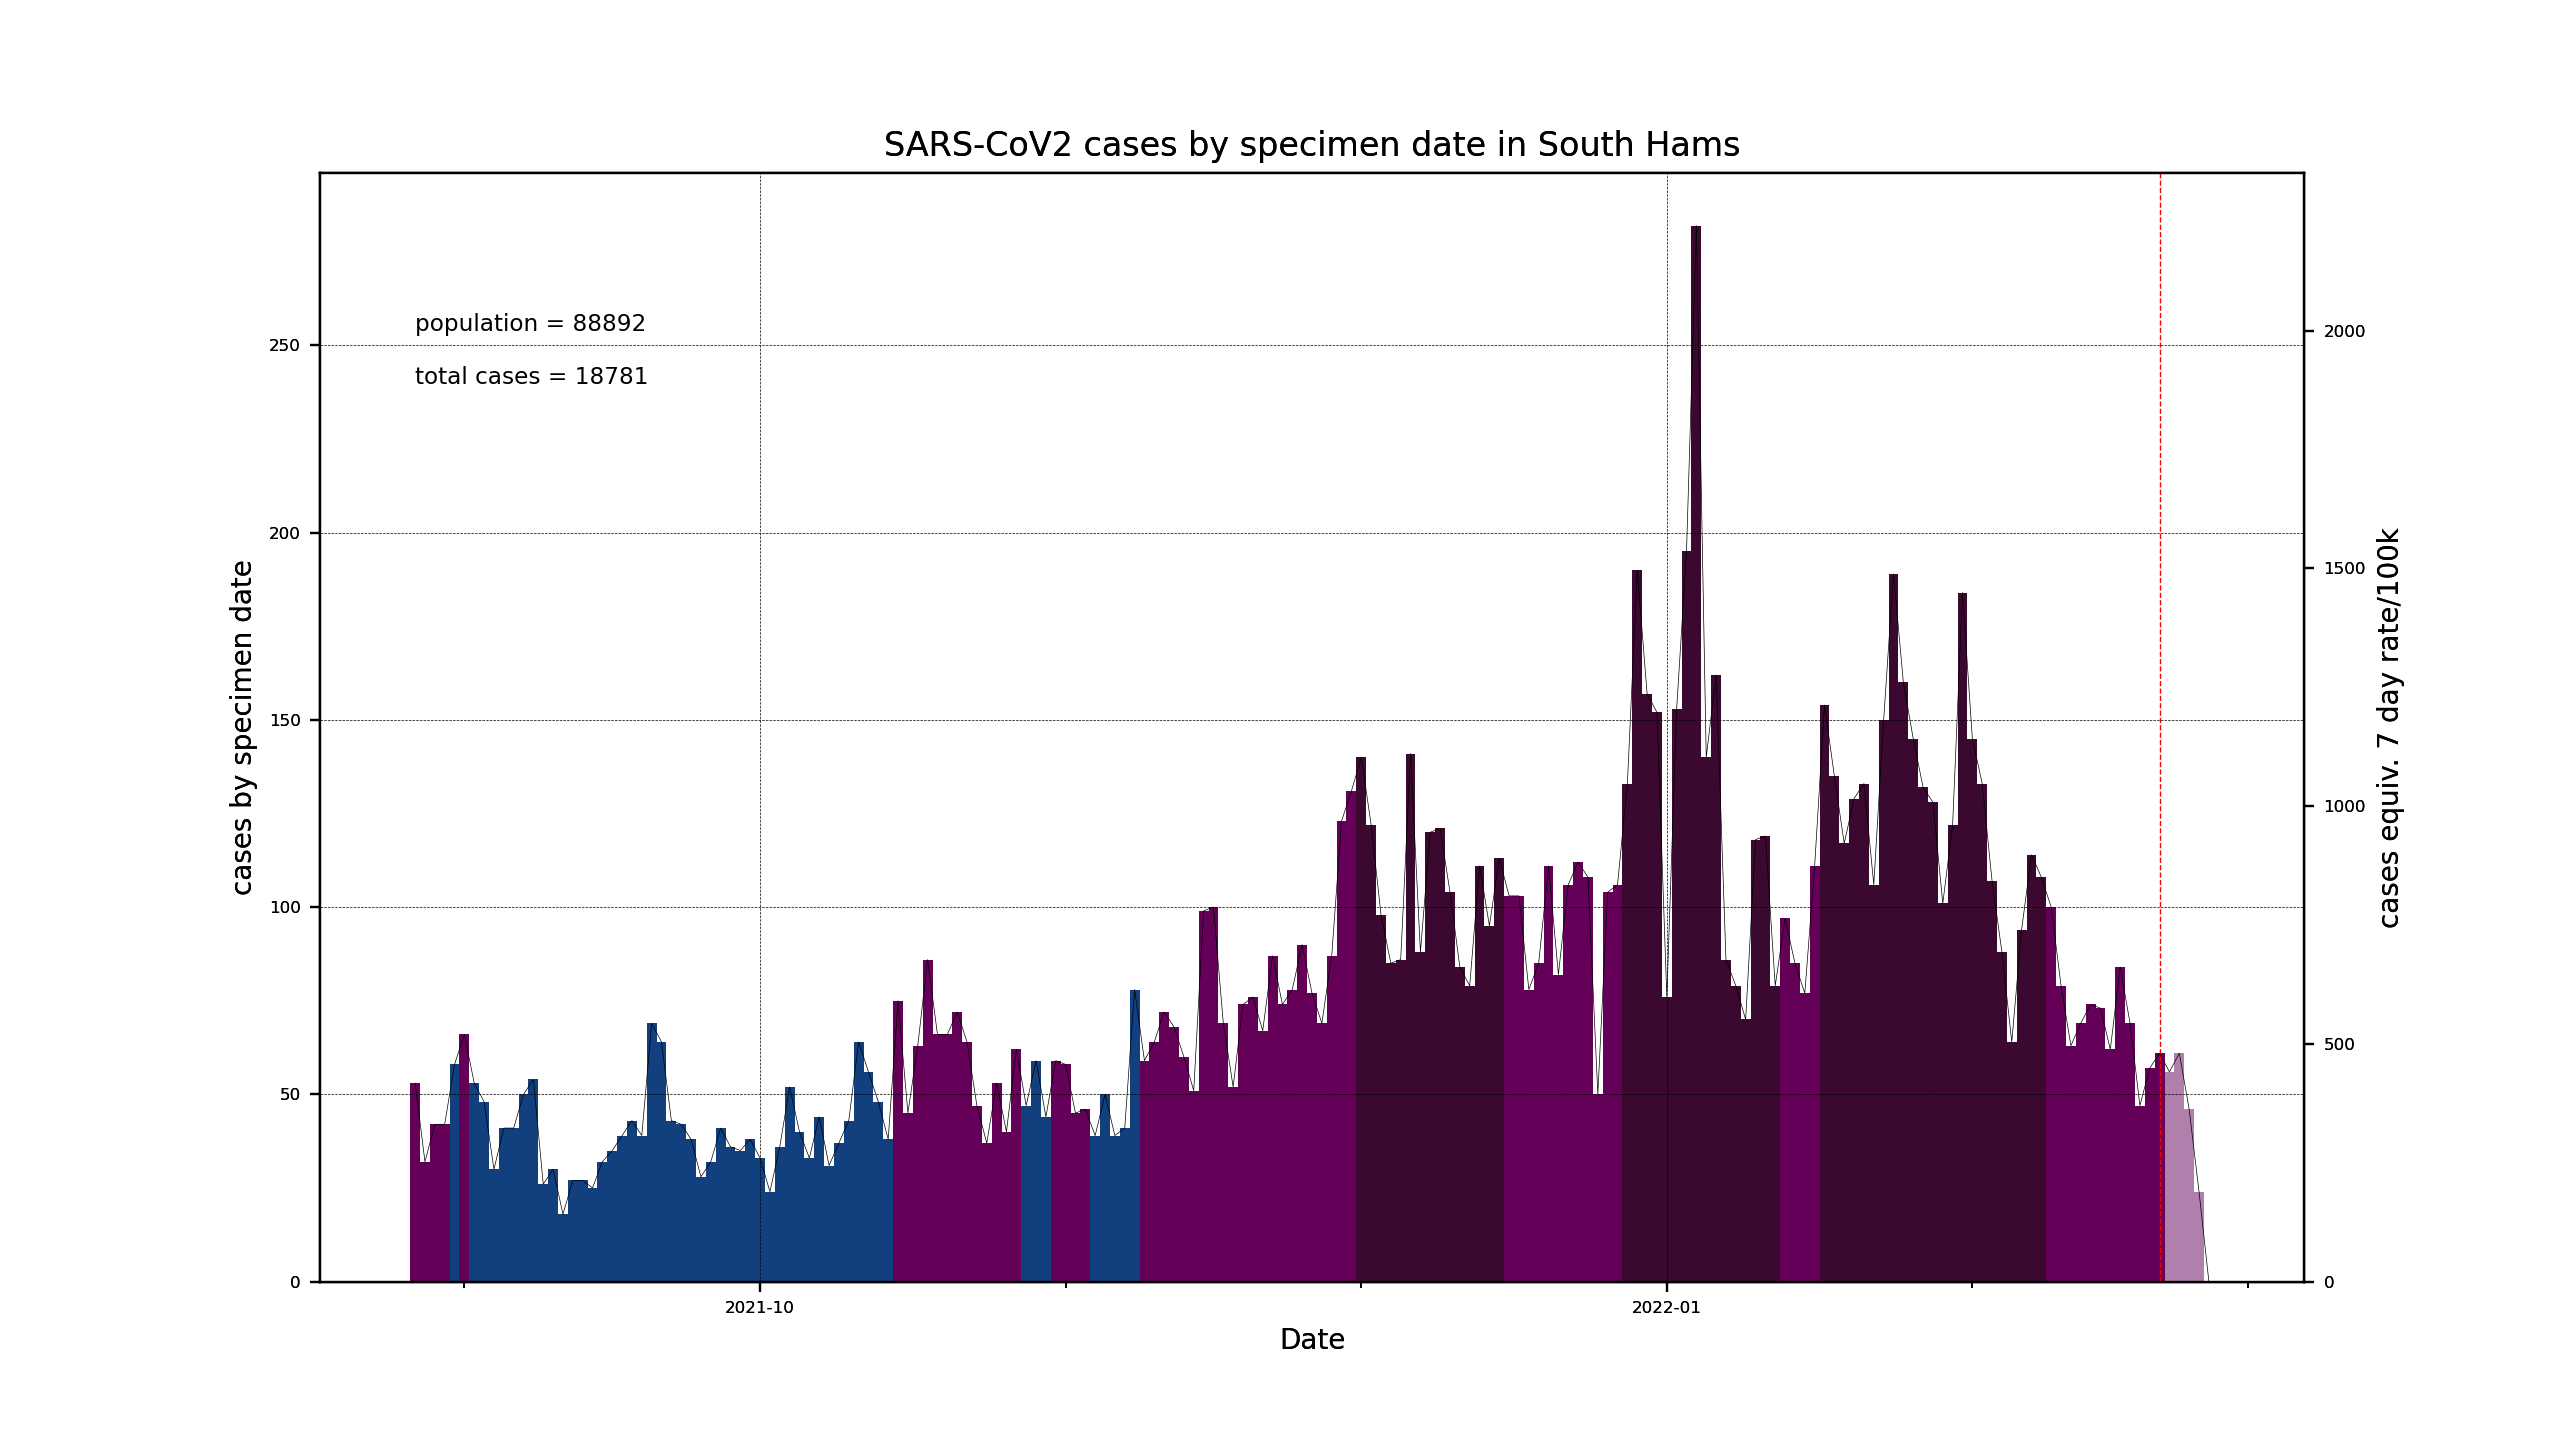 SARS-CoV2 cases by specimen date in South Hams
population = 88892
total cases = 18781
cases by specimen date
250
200
150
100
50
0
2000
1500
1000
500
0
cases equiv. 7 day rate/100k
2021-10
2022-01
Date